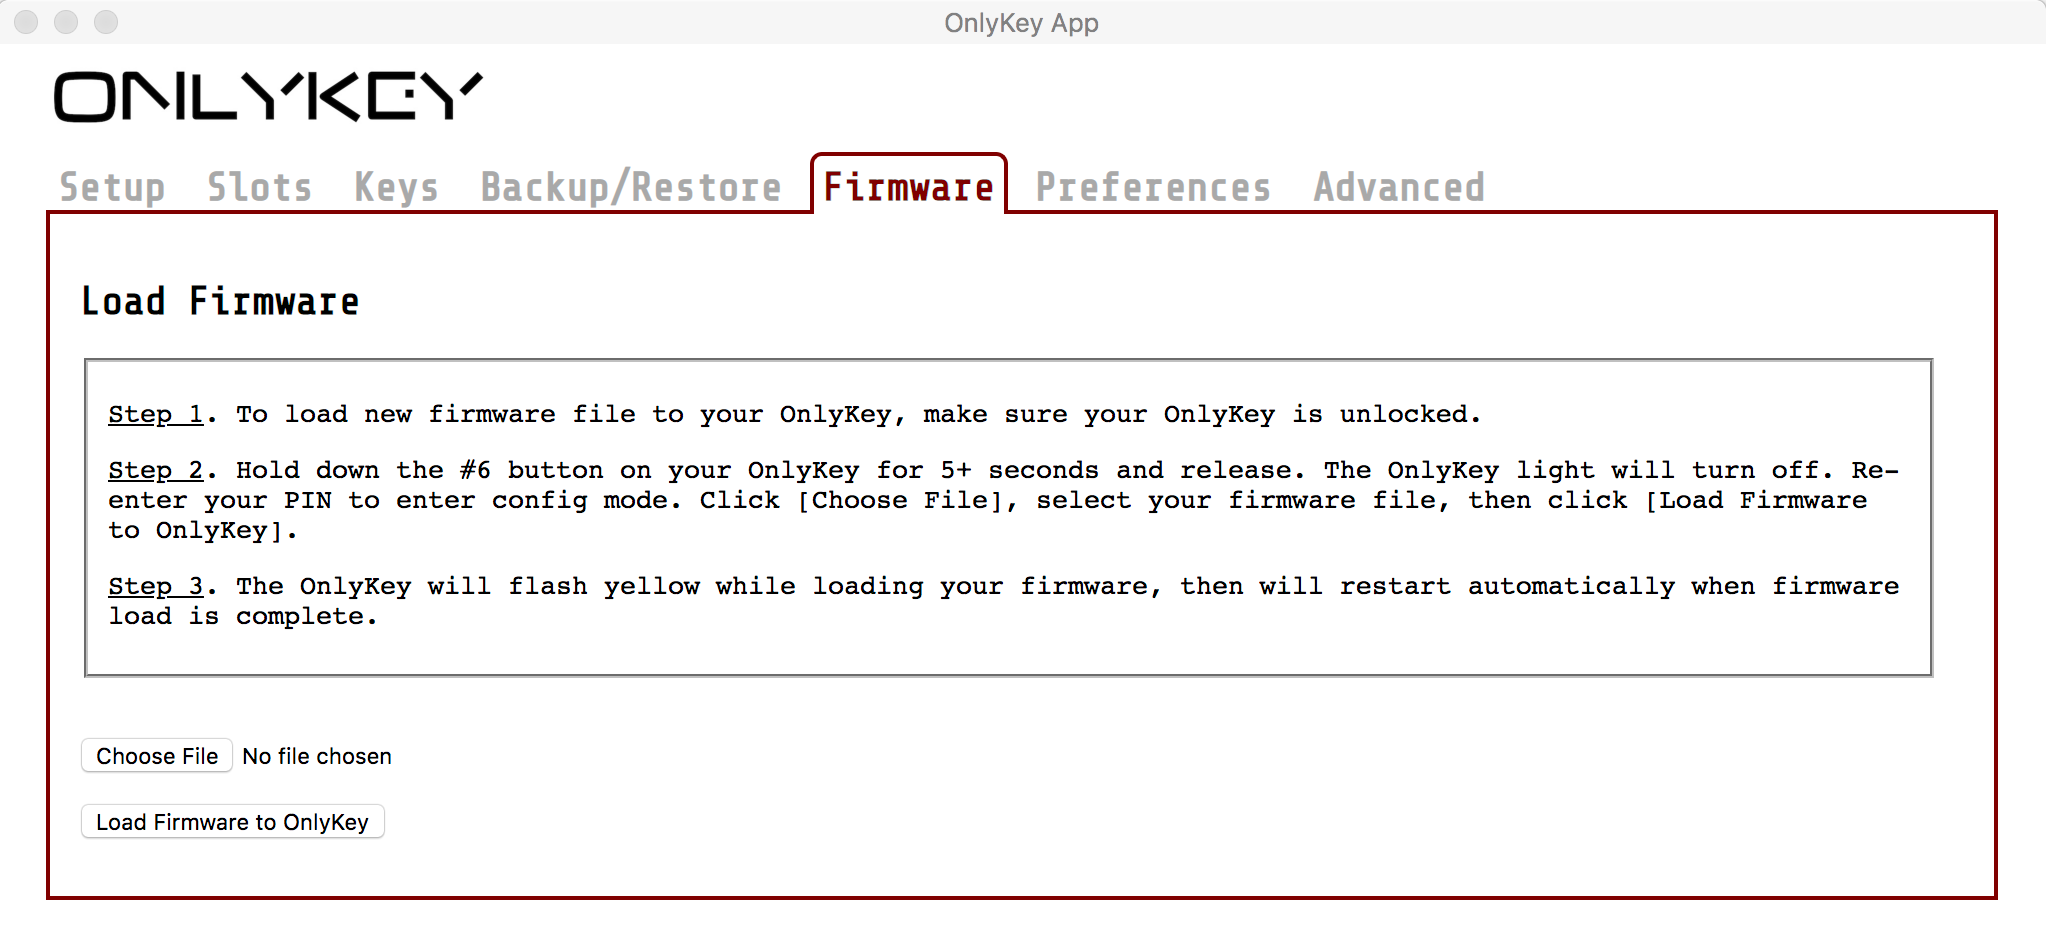 OnlyKey App
ONLYKEY
Setup Slots Keys Backup/Restore Firmware Preferences Advanced
Load Firmware
Step 1. To load new firmware file to your OnlyKey, make sure your OnlyKey is unlocked.
Step 2. Hold down the #6 button on your OnlyKey for 5+ seconds and release. The OnlyKey light will turn off. Re-
enter your PIN to enter config mode. Click [Choose File], select your firmware file, then click [Load Firmware
to OnlyKey].
Step 3. The OnlyKey will flash yellow while loading your firmware, then will restart automatically when firmware
load is complete.
Choose File No file chosen
Load Firmware to OnlyKey